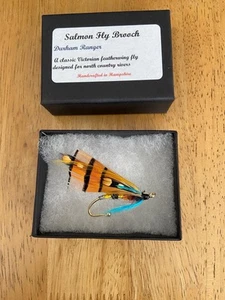 Salmon Fly Brooch
Durham Ranger
A classic Victorian featherwing fly
designed for north country rivers
Handcrafted in Hampshire